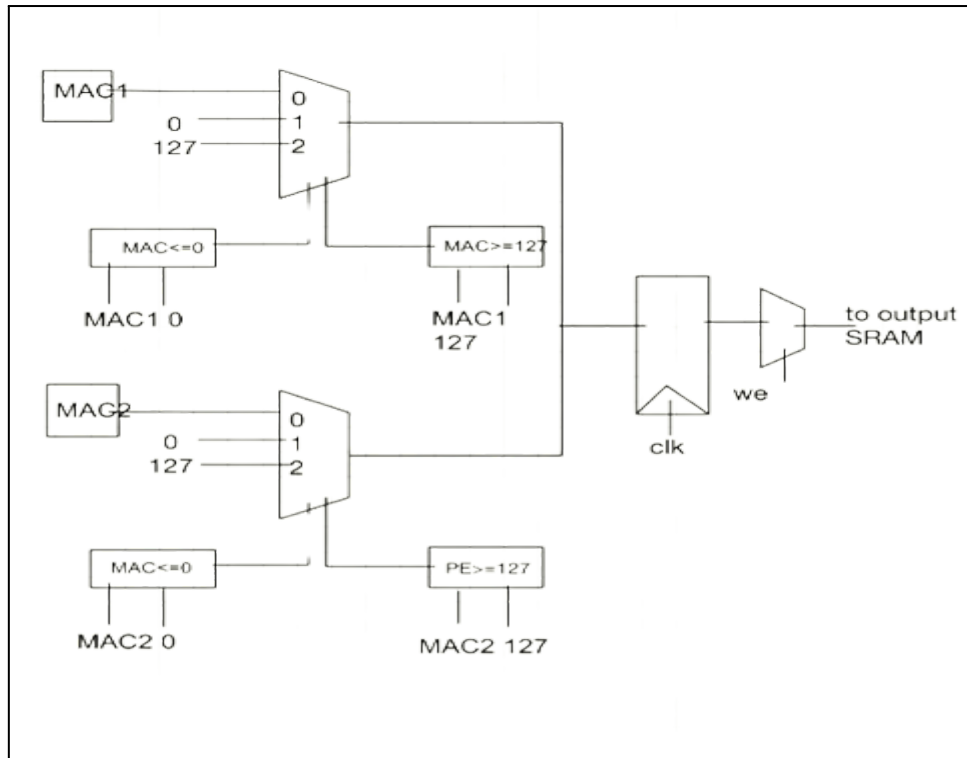 MAC1
0
0
1
127
2
MAC<=0
MAC>=127
MAC1 0
MAC1
127
to output
SRAM
we
clk
MAC2
0
0
1
127
2
MAC<=0
PE>=127
MAC2 0
MAC2 127